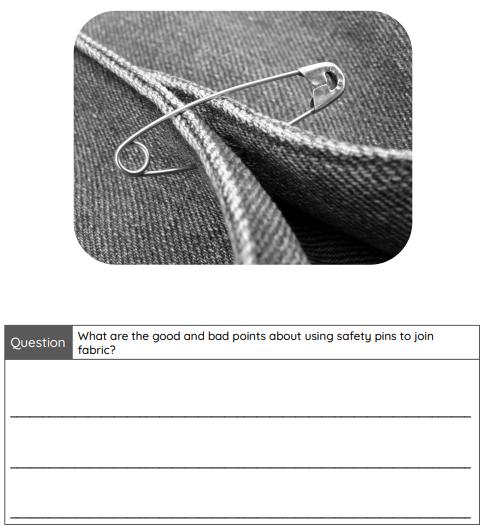 Question
What are the good and bad points about using safety pins to join
fabric?